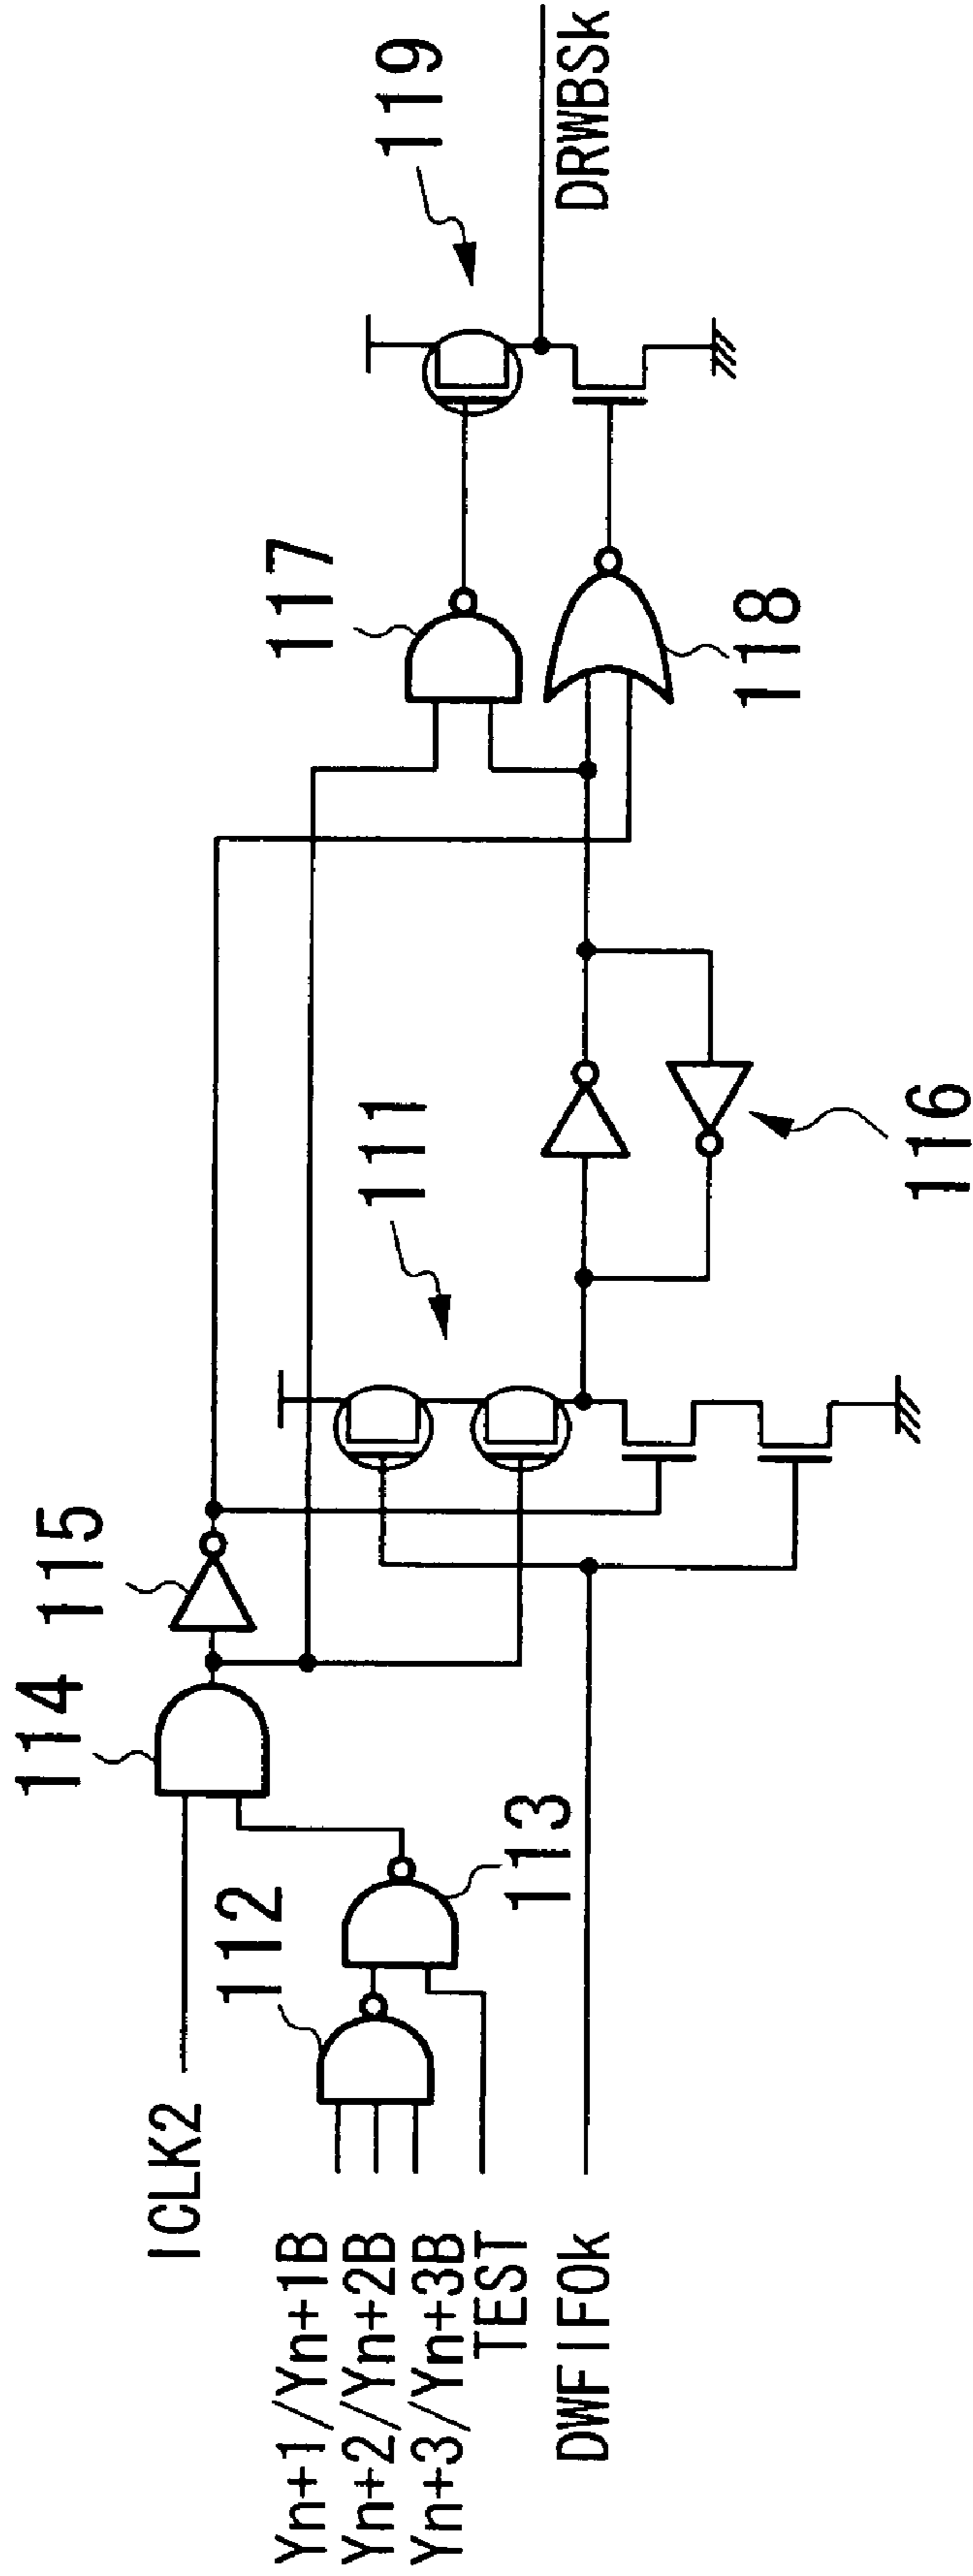 ICLK2
Yn+1/Yn+1B
Yn+2/Yn+2B
Yn+3/Yn+3B
TEST
DWFIFOk
112
113
114
115
111
116
117
118
119
DRWBSk